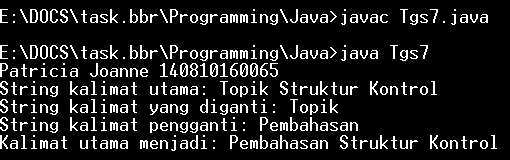 E:\DOCS\task.bbr\Programming\Java>javac Tgs7.java
E:\DOCS\task.bbr\Programming\Java>java Tgs7
Patricia Joanne 140810160065
String kalimat utama: Topik Struktur Kontrol
String kalimat yang diganti: Topik
String kalimat pengganti: Pembahasan
Kalimat utama menjadi: Pembahasan Struktur Kontrol